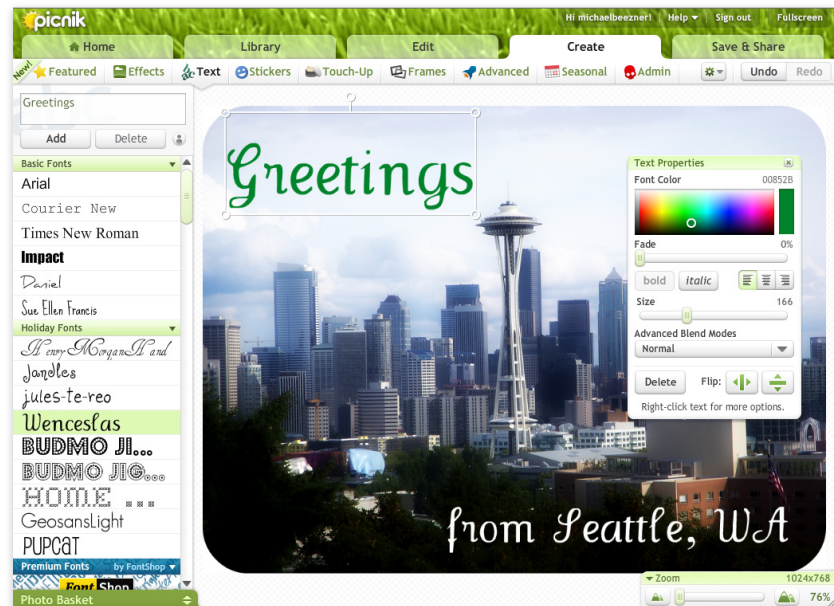 picnik
Hi michaelbeezner! Help Sign out Fullscreen
Home Library Edit Create Save & Share
New! Featured Effects Text Stickers Touch-Up Frames Advanced Seasonal Admin Undo Redo
abc
Greetings
Add Delete
Basic Fonts
Arial
Courier New
Times New Roman
Impact
Daniel
Sue Ellen Francis
Holiday Fonts
HenryMorganHand
Jandles
jules-te-reo
Wenceslas
BUDMO JI...
BUDMO JIG...
HOME ...
GeosansLight
PUPCAT
Premium Fonts by FontShop
Font Shop
Photo Basket
Greetings
from Seattle, WA
Text Properties
Font Color 00852B
Fade 0%
bold italic
Size 166
Advanced Blend Modes
Normal
Delete Flip:
Right-click text for more options.
Zoom 1024x768
76%